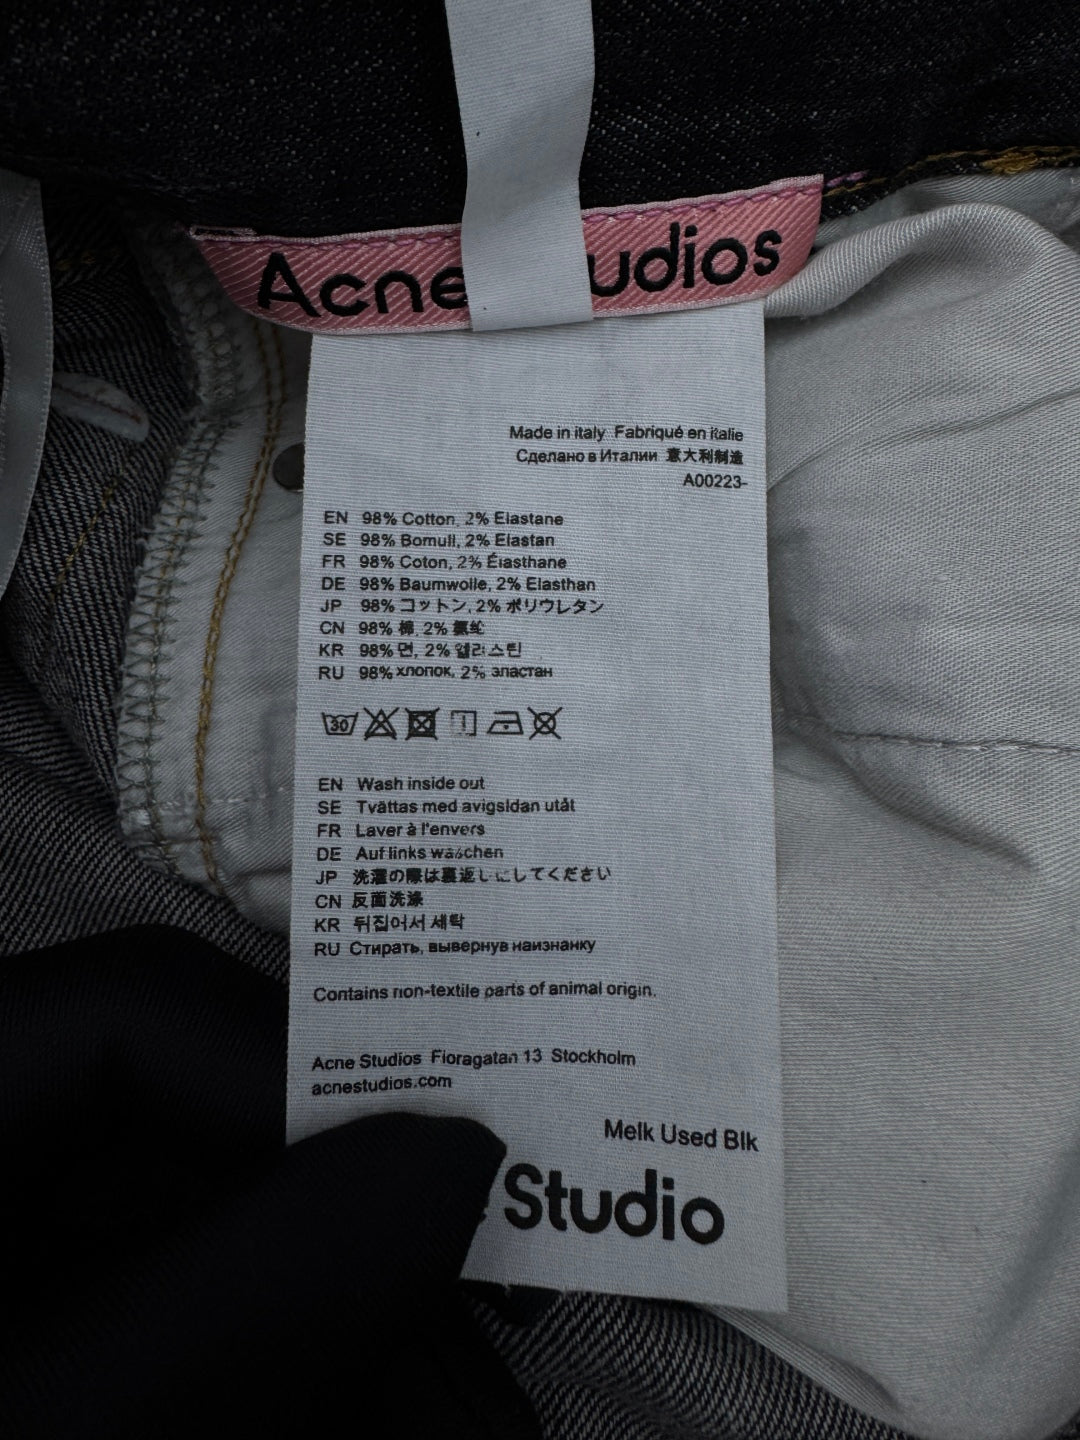 Acne Studios
Made in italy Fabriqué en italie
Сделано в Италии 意大利制造
A00223-
EN 98% Cotton, 2% Elastane
SE 98% Bomull, 2% Elastan
FR 98% Coton, 2% Élasthane
DE 98% Baumwolle, 2% Elasthan
JP 98% コットン, 2% ポリウレタン
CN 98% 棉, 2% 氨纶
KR 98% 면, 2% 엘라스틴
RU 98% хлопок, 2% эластан
30
EN Wash inside out
SE Tvättas med avigsidan utåt
FR Laver à l'envers
DE Auf links waschen
JP 洗濯の際は裏返しにしてください
CN 反面洗涤
KR 뒤집어서 세탁
RU Стирать, вывернув наизнанку
Contains non-textile parts of animal origin.
Acne Studios Floragatan 13 Stockholm
acnestudios.com
Melk Used Blk
Studio